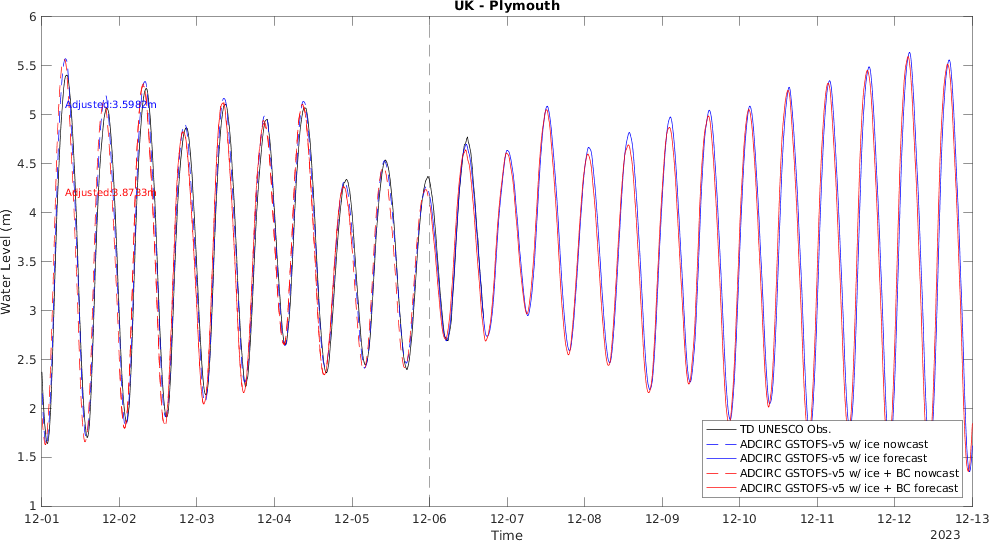 UK - Plymouth
Water Level (m)
6
5.5
5
4.5
4
3.5
3
2.5
2
1.5
1
Adjusted:3.5982m
Adjusted:3.8733m
TD UNESCO Obs.
ADCIRC GSTOFS-v5 w/ ice nowcast
ADCIRC GSTOFS-v5 w/ ice forecast
ADCIRC GSTOFS-v5 w/ ice + BC nowcast
ADCIRC GSTOFS-v5 w/ ice + BC forecast
12-01 12-02 12-03 12-04 12-05 12-06 12-07 12-08 12-09 12-10 12-11 12-12 12-13
Time
2023